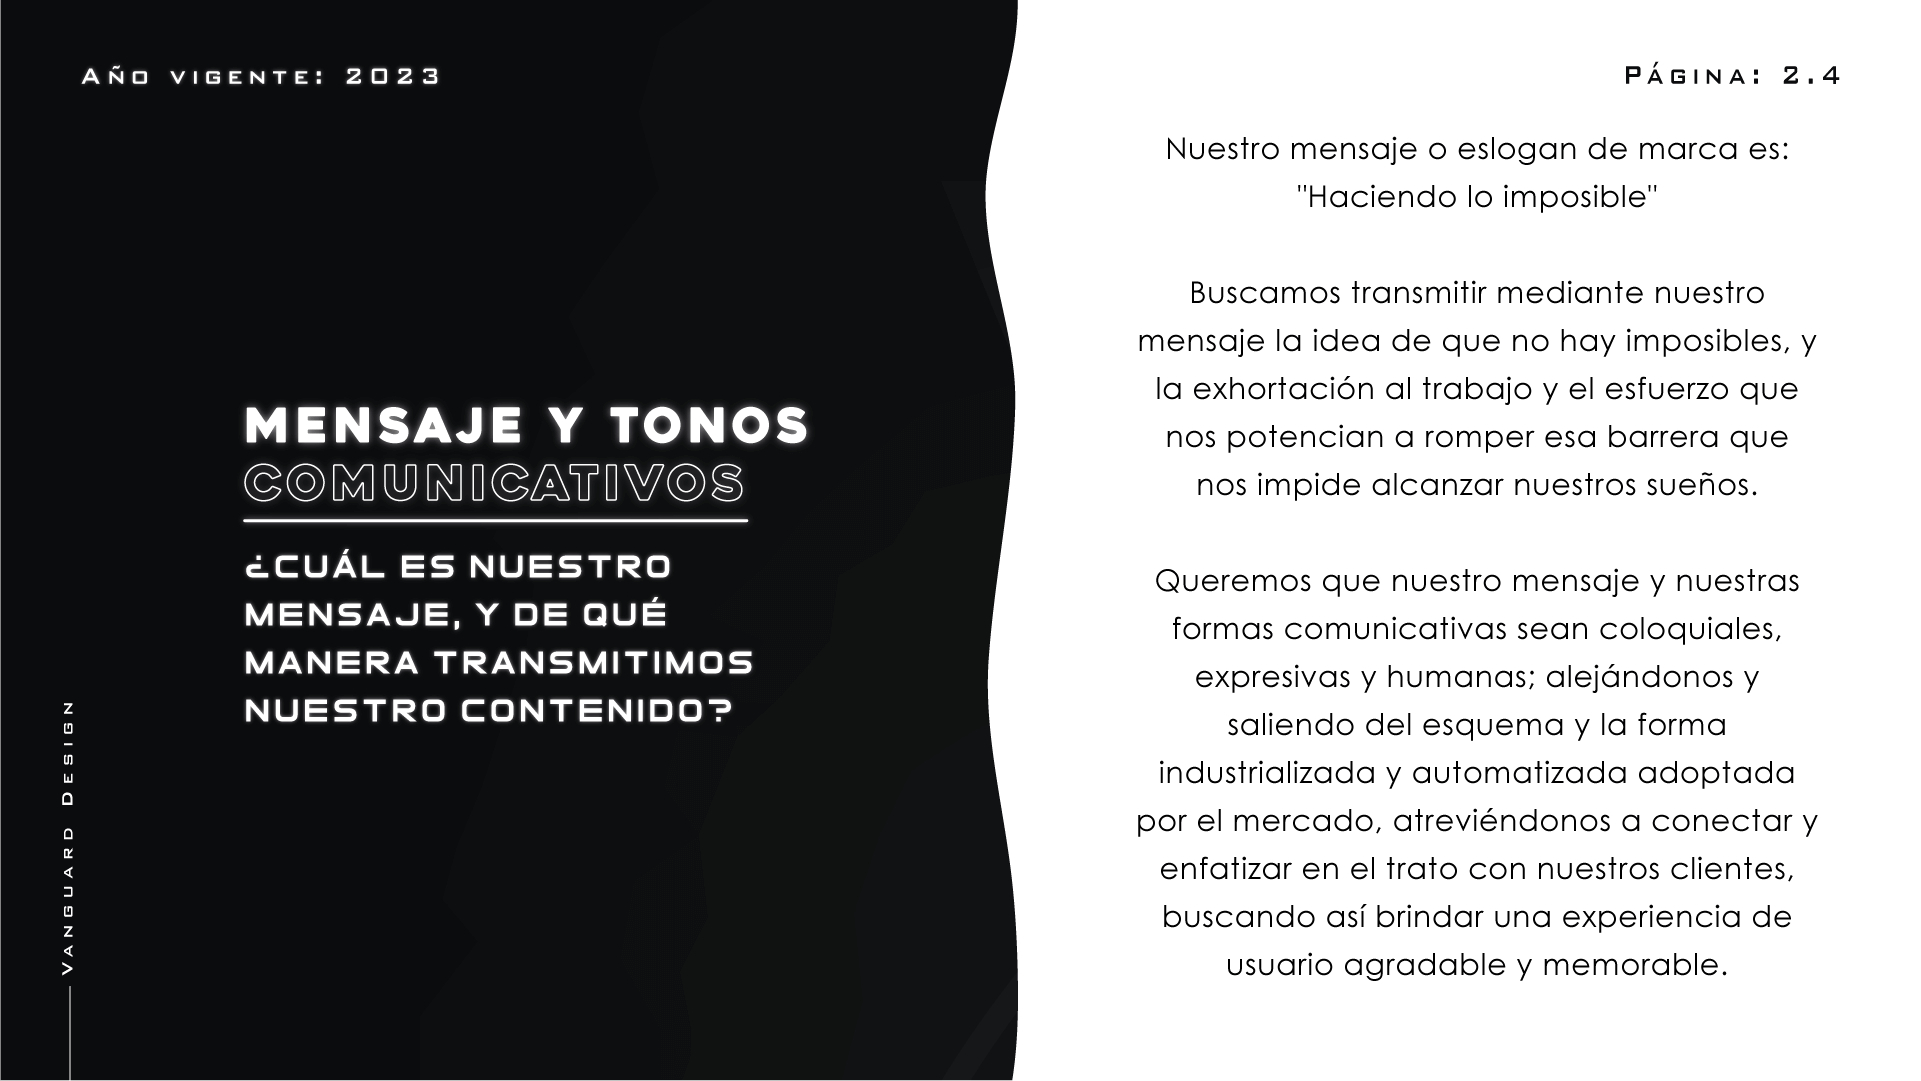 Año vigente: 2023
Página: 2.4
MENSAJE Y TONOS
COMUNICATIVOS
¿CUÁL ES NUESTRO
MENSAJE, Y DE QUÉ
MANERA TRANSMITIMOS
NUESTRO CONTENIDO?
Vanguard Design
Nuestro mensaje o eslogan de marca es:
"Haciendo lo imposible"
Buscamos transmitir mediante nuestro
mensaje la idea de que no hay imposibles, y
la exhortación al trabajo y el esfuerzo que
nos potencian a romper esa barrera que
nos impide alcanzar nuestros sueños.
Queremos que nuestro mensaje y nuestras
formas comunicativas sean coloquiales,
expresivas y humanas; alejándonos y
saliendo del esquema y la forma
industrializada y automatizada adoptada
por el mercado, atreviéndonos a conectar y
enfatizar en el trato con nuestros clientes,
buscando así brindar una experiencia de
usuario agradable y memorable.